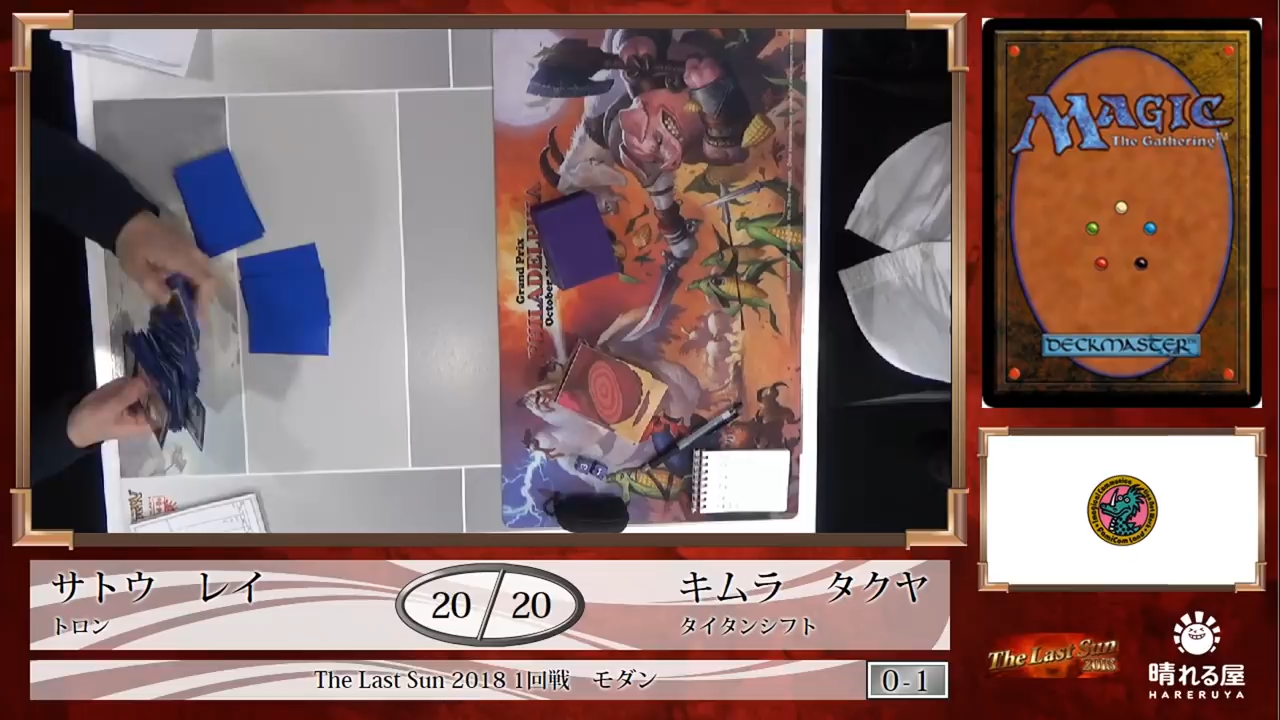 MAGIC
The Gathering
DECKMASTER
Grand Prix
PHILADELPHIA
October
サトウ　レイ
トロン
20 / 20
キムラ　タクヤ
タイタンシフト
The Last Sun 2018 1回戦　モダン
0-1
The Last Sun
2018
晴れる屋
HARERUYA